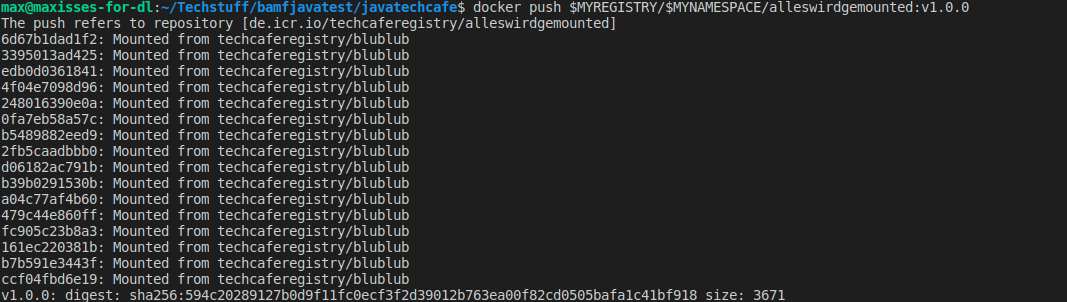 max@maxisses-for-dl:~/Techstuff/bamfjavatest/javatechcafe$ docker push $MYREGISTRY/$MYNAMESPACE/alleswirdgemounted:v1.0.0
The push refers to repository [de.icr.io/techcaferegistry/alleswirdgemounted]
6d67b1dad1f2: Mounted from techcaferegistry/blublub
3395013ad425: Mounted from techcaferegistry/blublub
edb0d0361841: Mounted from techcaferegistry/blublub
4f04e7098d96: Mounted from techcaferegistry/blublub
248016390e0a: Mounted from techcaferegistry/blublub
0fa7eb58a57c: Mounted from techcaferegistry/blublub
b5489882eed9: Mounted from techcaferegistry/blublub
2fb5caadbbb0: Mounted from techcaferegistry/blublub
d06182ac791b: Mounted from techcaferegistry/blublub
b39b0291530b: Mounted from techcaferegistry/blublub
a04c77af4b60: Mounted from techcaferegistry/blublub
479c44e860ff: Mounted from techcaferegistry/blublub
fc905c23b8a3: Mounted from techcaferegistry/blublub
161ec220381b: Mounted from techcaferegistry/blublub
b7b591e3443f: Mounted from techcaferegistry/blublub
ccf04fbd6e19: Mounted from techcaferegistry/blublub
v1.0.0: digest: sha256:594c20289127b0d9f11fc0ecf3f2d39012b763ea00f82cd0505bafa1c41bf918 size: 3671